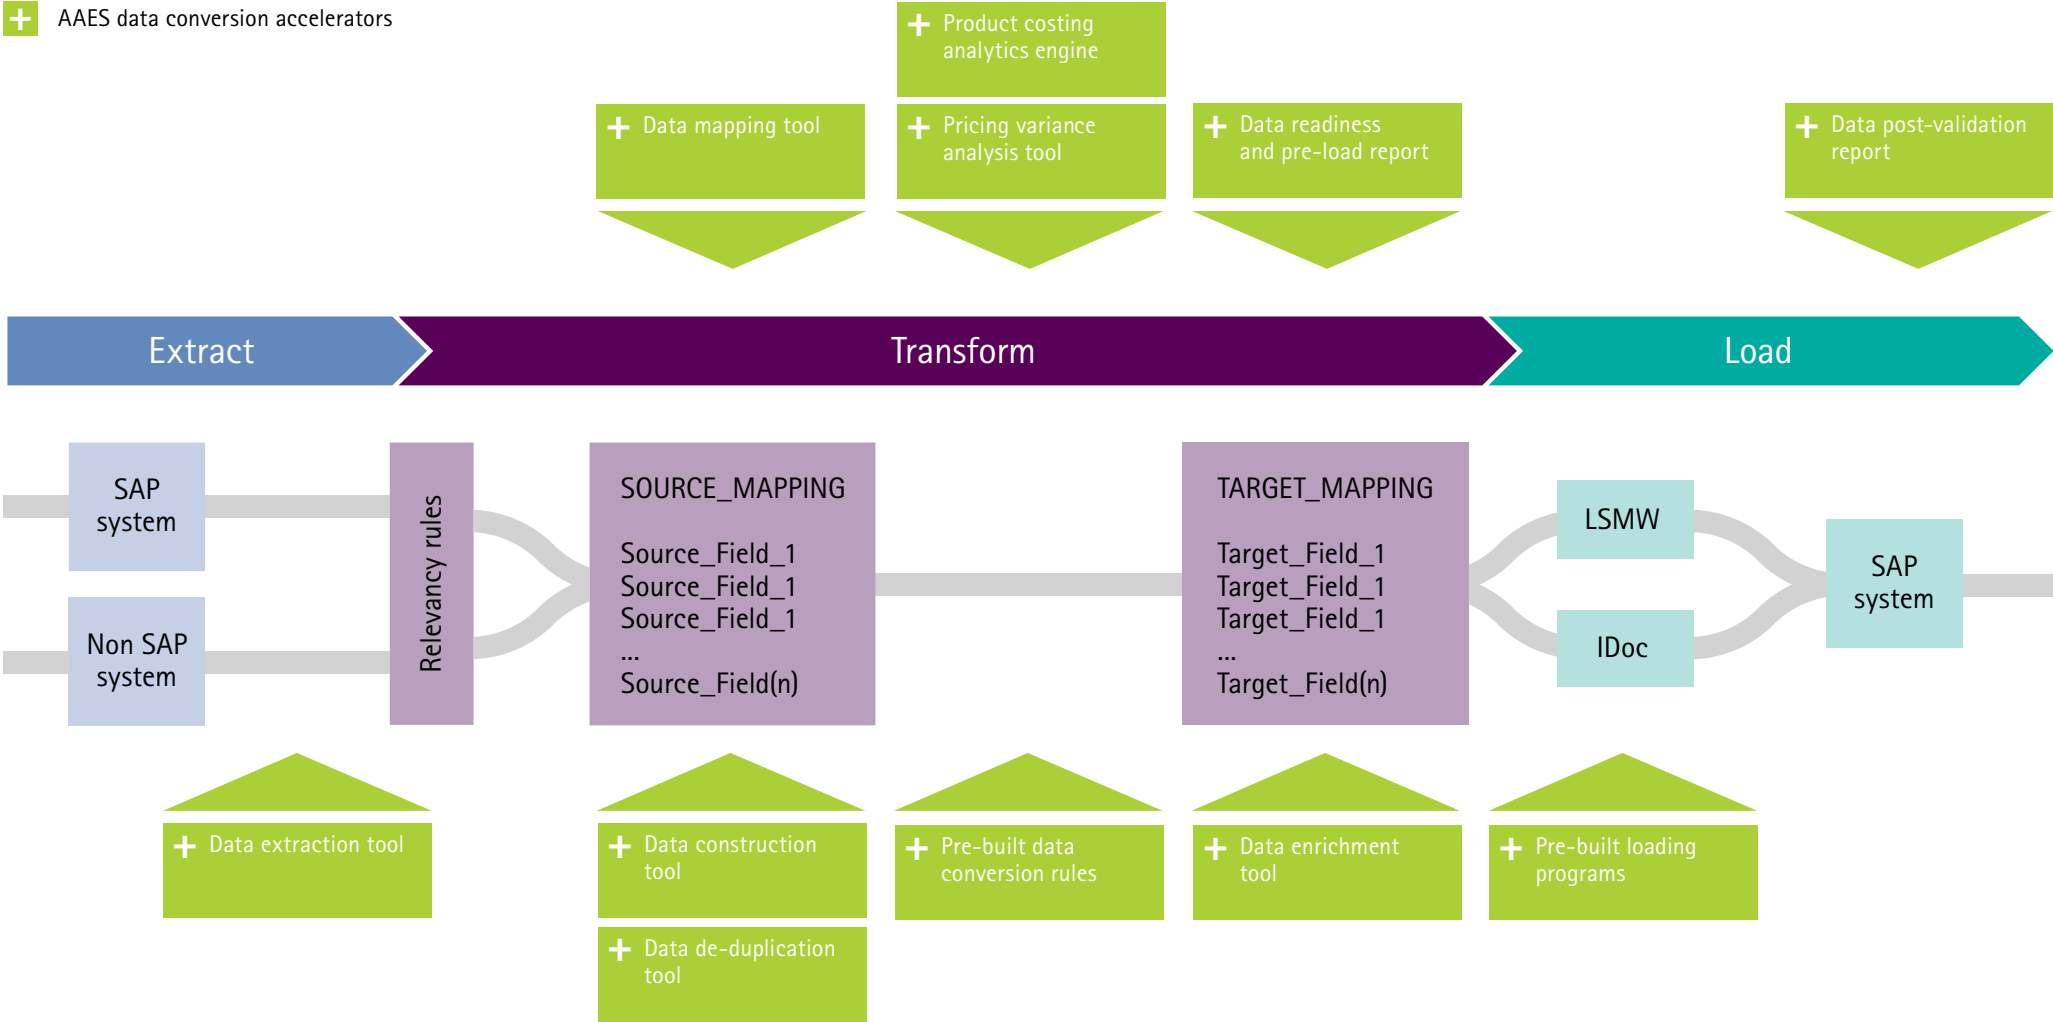 AAES data conversion accelerators
Product costing
analytics engine
Data mapping tool
Pricing variance
analysis tool
Data readiness
and pre-load report
Data post-validation
report
Extract
Transform
Load
SAP
system
Non SAP
system
Relevancy rules
SOURCE_MAPPING
Source_Field_1
Source_Field_1
Source_Field_1
...
Source_Field(n)
TARGET_MAPPING
Target_Field_1
Target_Field_1
Target_Field_1
...
Target_Field(n)
LSMW
IDoc
SAP
system
Data extraction tool
Data construction
tool
Data de-duplication
tool
Pre-built data
conversion rules
Data enrichment
tool
Pre-built loading
programs